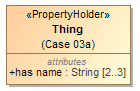 «PropertyHolder»
Thing
(Case 03a)
attributes
+has name : String [2..3]